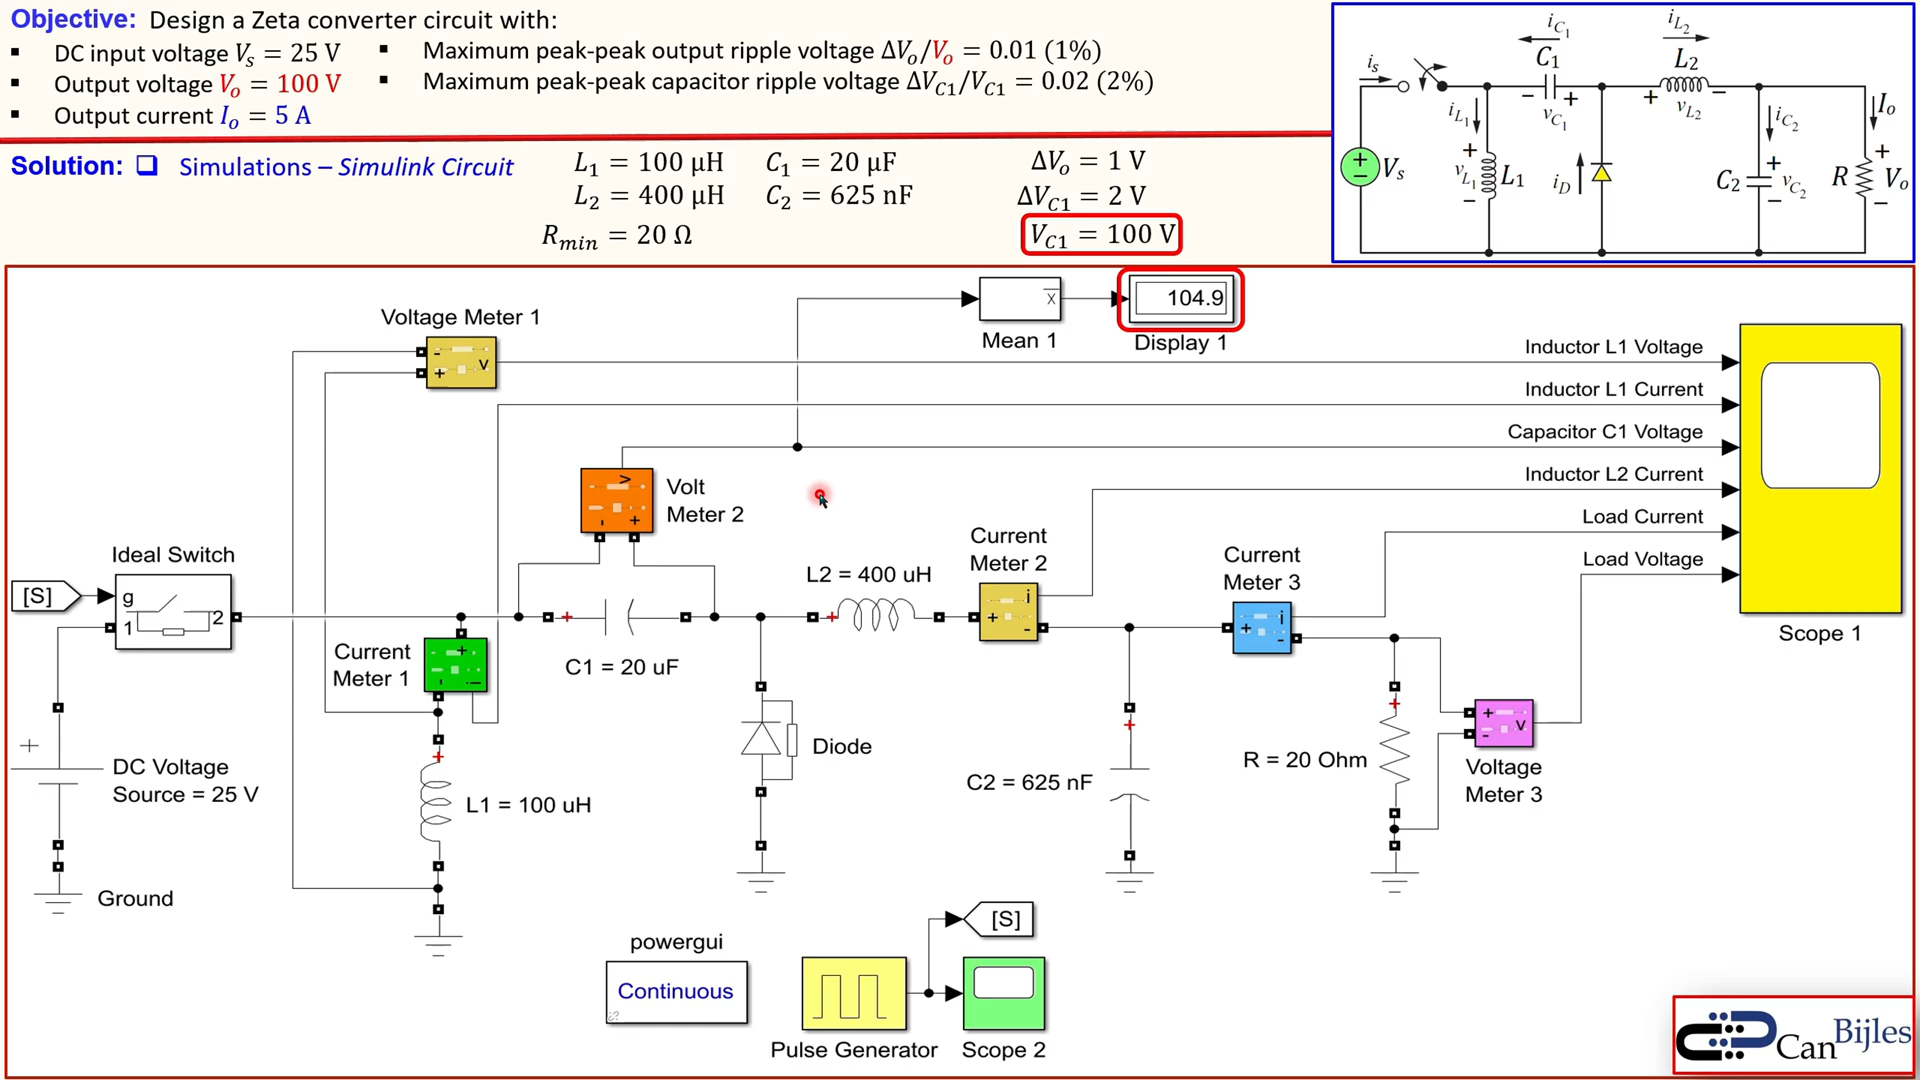 Objective: Design a Zeta converter circuit with:
▪ DC input voltage Vs = 25 V
▪ Output voltage Vo = 100 V
▪ Output current Io = 5 A
▪ Maximum peak-peak output ripple voltage ΔVo/Vo = 0.01 (1%)
▪ Maximum peak-peak capacitor ripple voltage ΔVC1/VC1 = 0.02 (2%)
Solution: ❑ Simulations – Simulink Circuit
L1 = 100 μH C1 = 20 μF ΔVo = 1 V
L2 = 400 μH C2 = 625 nF ΔVC1 = 2 V
Rmin = 20 Ω VC1 = 100 V
iC1 iL2
is C1 L2
− + + −
vC1 vL2
iL1 iC2 Io
+ + +
Vs vL1 L1 iD C2 vC2 R Vo
− − −
104.9
Mean 1 Display 1
Voltage Meter 1
- + v
Inductor L1 Voltage
Inductor L1 Current
Capacitor C1 Voltage
Inductor L2 Current
Load Current
Load Voltage
Scope 1
Volt
Meter 2
Ideal Switch
[S] g
1 2
Current
Meter 1
C1 = 20 uF
L2 = 400 uH
Current
Meter 2
Current
Meter 3
DC Voltage
Source = 25 V
L1 = 100 uH
Diode
C2 = 625 nF
R = 20 Ohm
Voltage
Meter 3
Ground
powergui
Continuous
[S]
Pulse Generator Scope 2
CanBijles